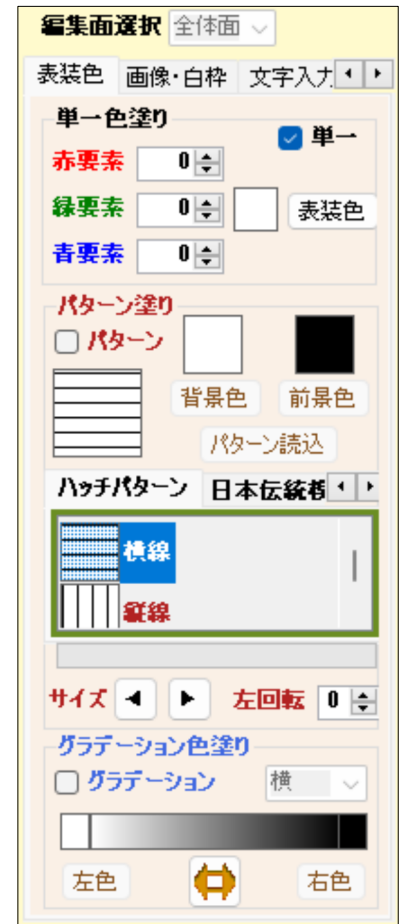 編集面選択 全体面
表装色 画像・白枠 文字入力
単一色塗り
単一
赤要素 0
緑要素 0
表装色
青要素 0
パターン塗り
パターン
背景色 前景色
パターン読込
ハッチパターン 日本伝統
横線
縦線
サイズ 左回転 0
グラデーション色塗り
グラデーション 横
左色 右色